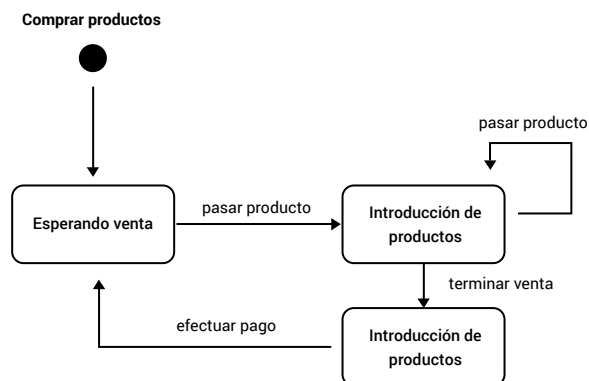 Comprar productos
pasar producto
Esperando venta
pasar producto
Introducción de
productos
terminar venta
efectuar pago
Introducción de
productos